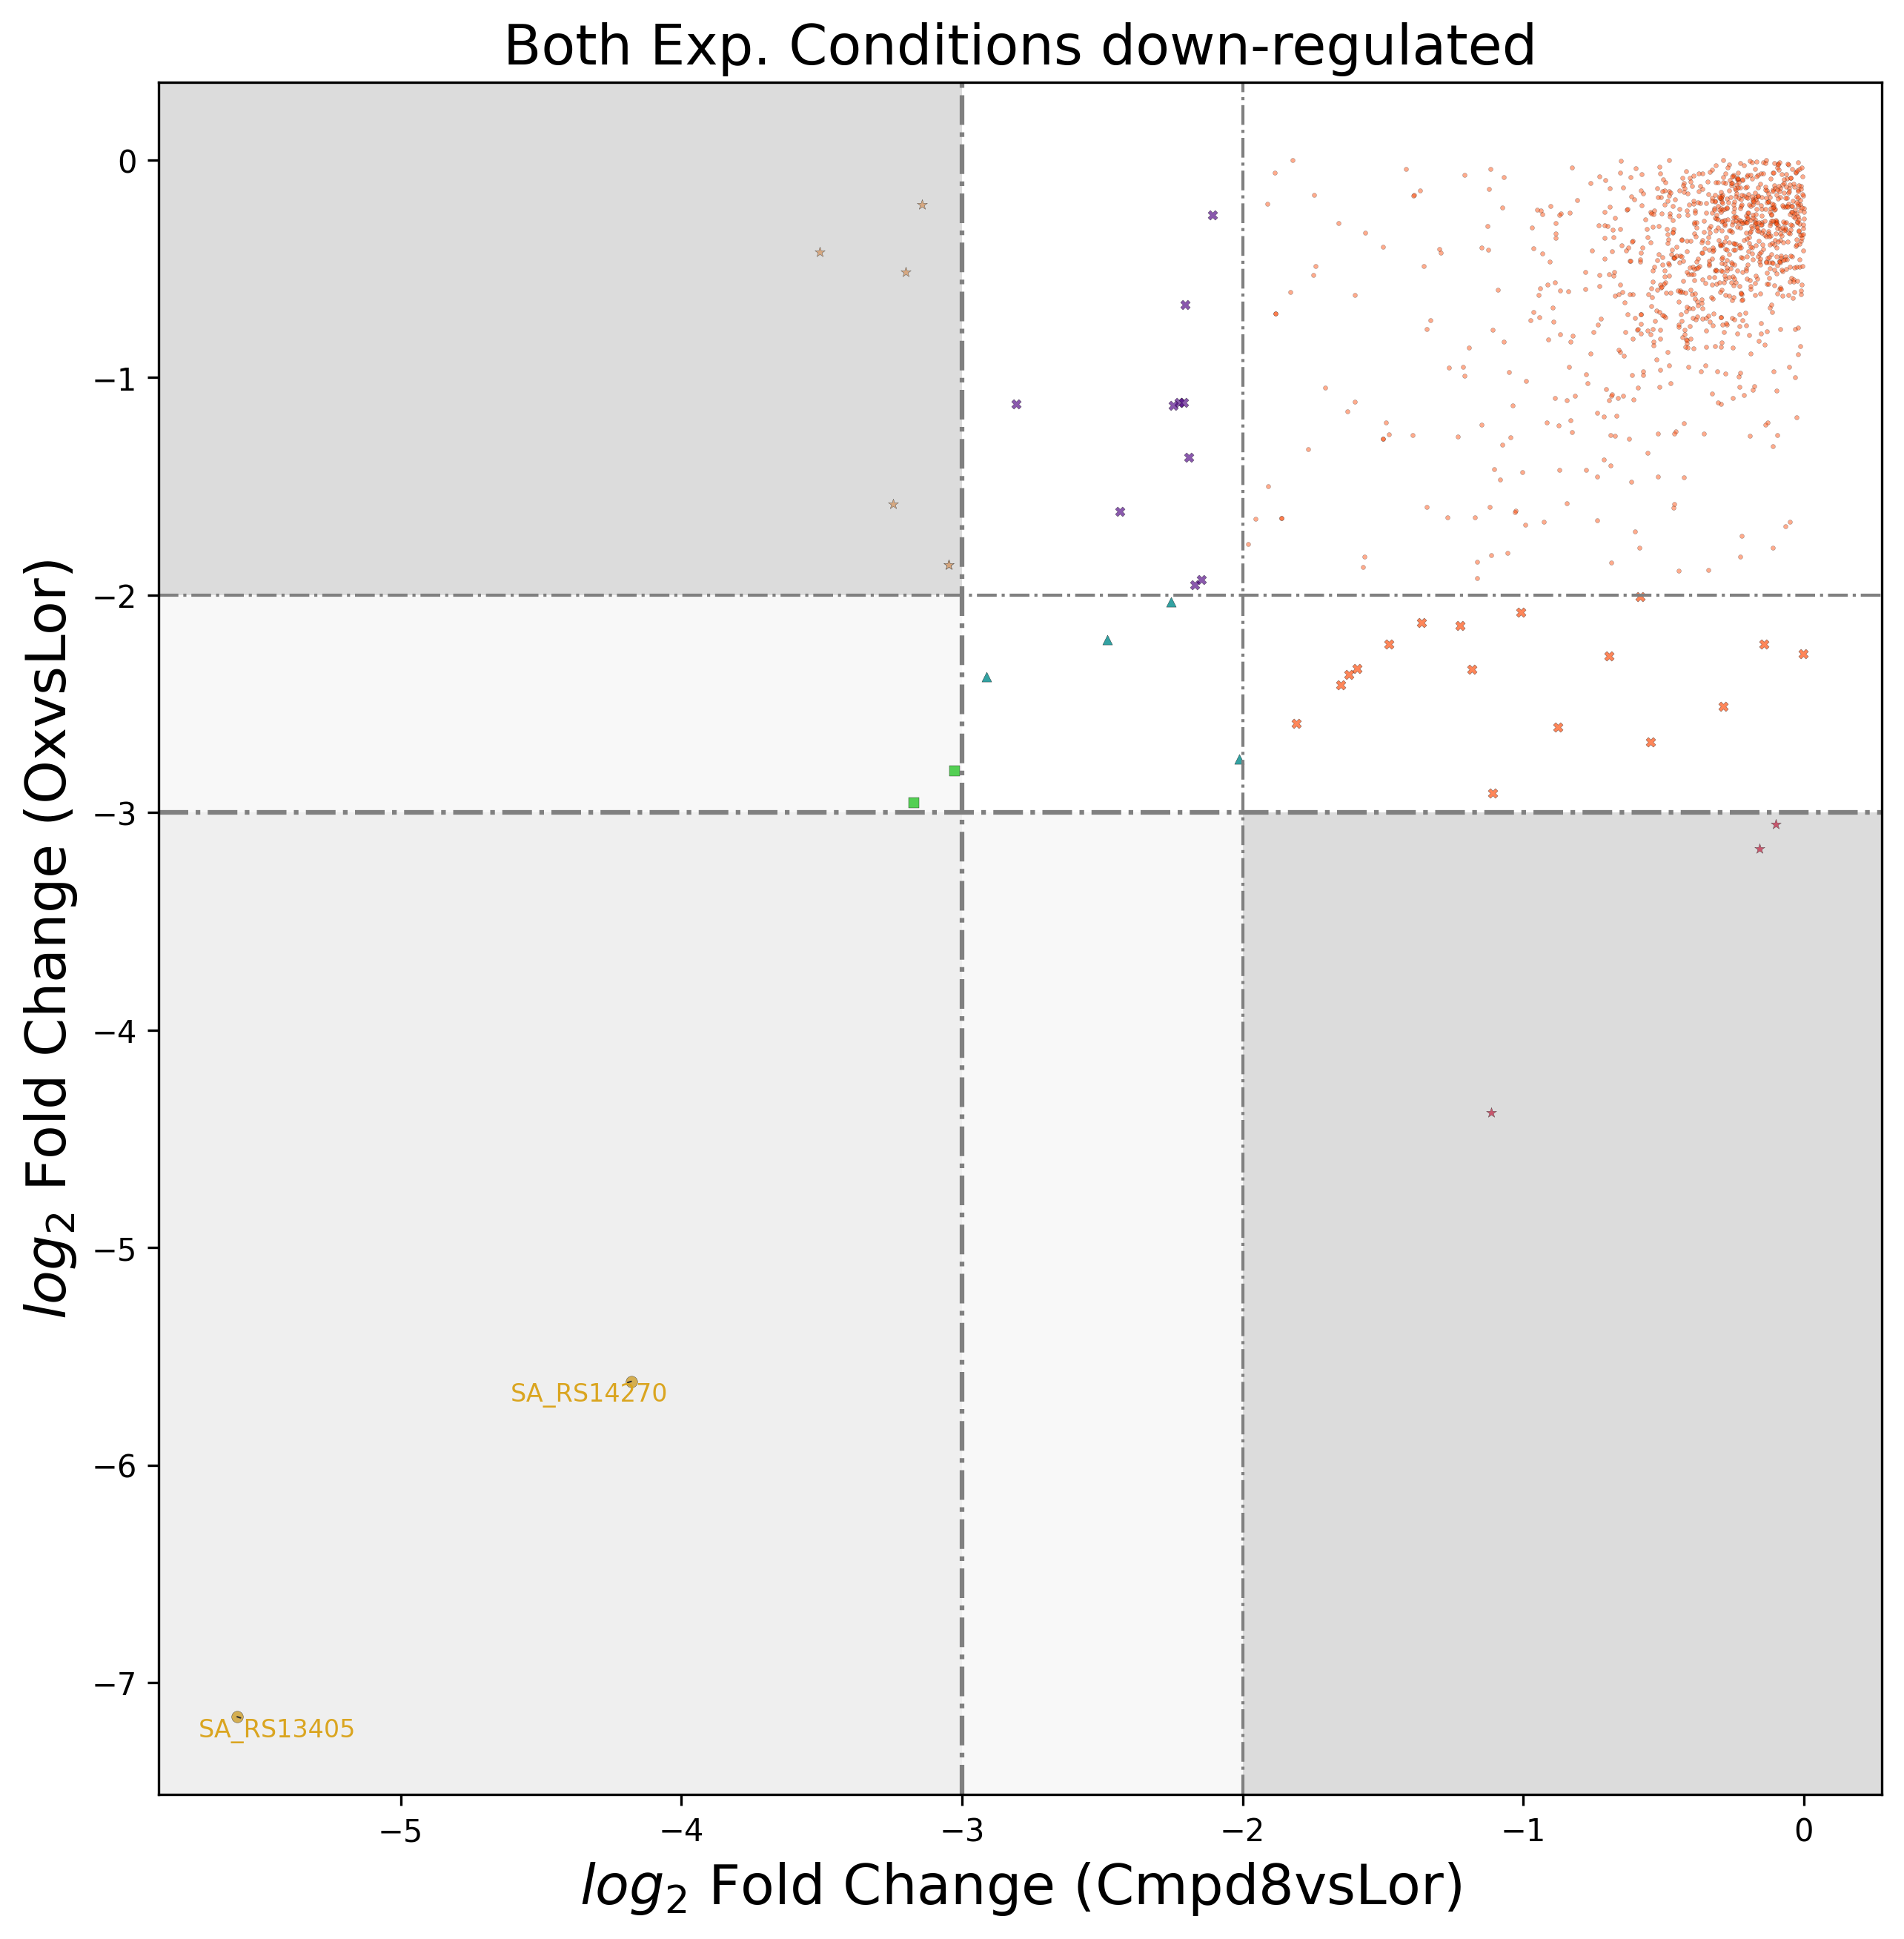 Both Exp. Conditions down-regulated
log₂ Fold Change (OxvsLor)
0
−1
−2
−3
−4
−5
−6
−7
SA_RS14270
SA_RS13405
−5
−4
−3
−2
−1
0
log₂ Fold Change (Cmpd8vsLor)